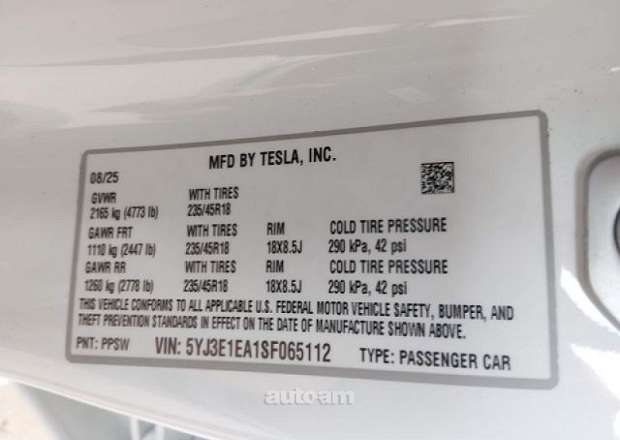 MFD BY TESLA, INC.
08/25
GVWR WITH TIRES
2165 kg (4773 lb) 235/45R18
GAWR FRT WITH TIRES RIM COLD TIRE PRESSURE
1110 kg (2447 lb) 235/45R18 18X8.5J 290 kPa, 42 psi
GAWR RR WITH TIRES RIM COLD TIRE PRESSURE
1260 kg (2778 lb) 235/45R18 18X8.5J 290 kPa, 42 psi
THIS VEHICLE CONFORMS TO ALL APPLICABLE U.S. FEDERAL MOTOR VEHICLE SAFETY, BUMPER, AND
THEFT PREVENTION STANDARDS IN EFFECT ON THE DATE OF MANUFACTURE SHOWN ABOVE.
PNT: PPSW VIN: 5YJ3E1EA1SF065112 TYPE: PASSENGER CAR
auto.am